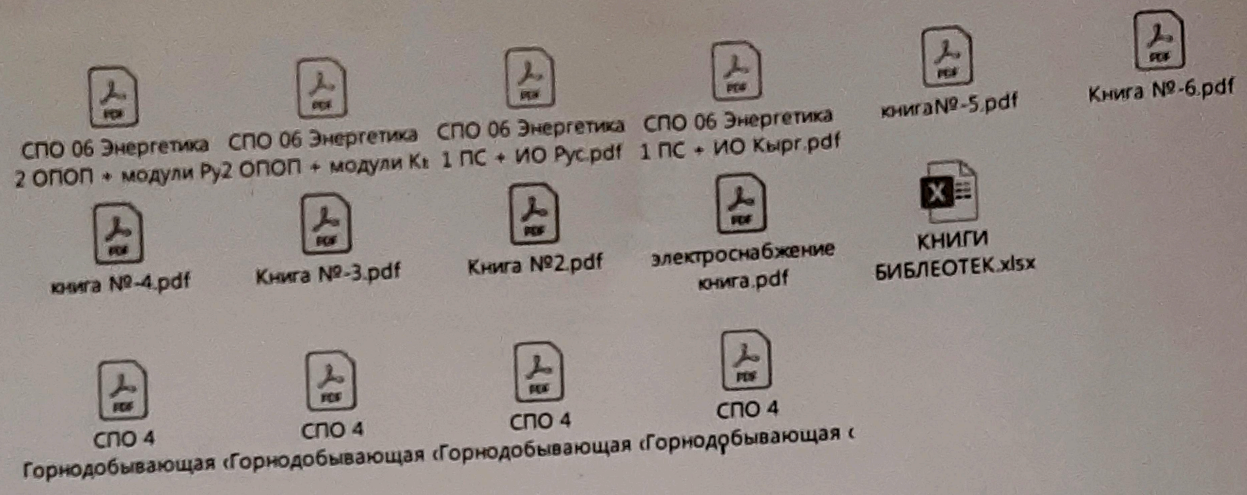 PDF PDF PDF PDF PDF PDF
СПО 06 Энергетика СПО 06 Энергетика СПО 06 Энергетика СПО 06 Энергетика книга№-5.pdf Книга №-6.pdf
2 ОПОП + модули Ру2 ОПОП + модули Кы 1 ПС + ИО Рус.pdf 1 ПС + ИО Кырг.pdf
PDF PDF PDF PDF X
книга №-4.pdf Книга №-3.pdf Книга №2.pdf электроснабжение КНИГИ
книга.pdf БИБЛЕОТЕК.xlsx
PDF PDF PDF PDF
СПО 4 СПО 4 СПО 4 СПО 4
Горнодобывающая Горнодобывающая Горнодобывающая Горнодобывающая